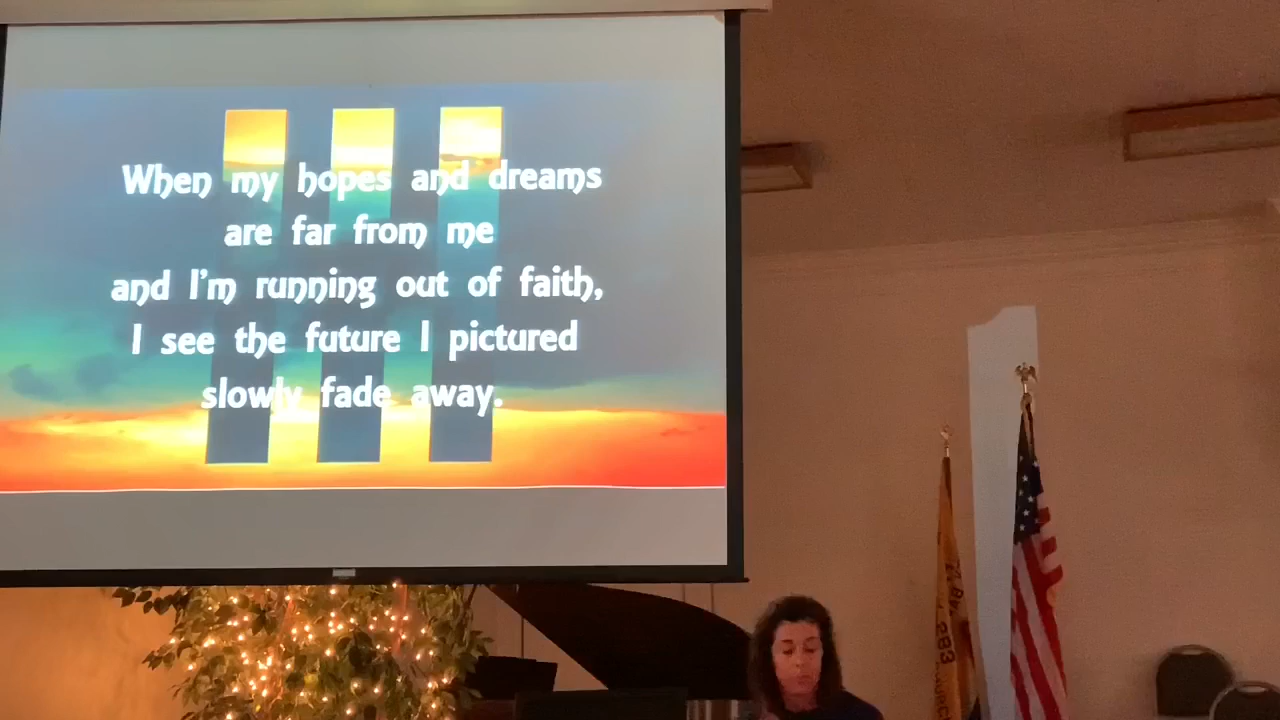 When my hopes and dreams
are far from me
and I'm running out of faith,
I see the future I pictured
slowly fade away.